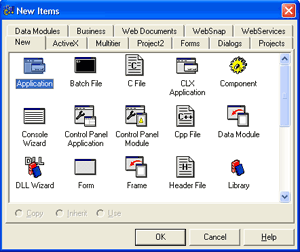 New Items
Data Modules Business Web Documents WebSnap WebServices
New ActiveX Multitier Project2 Forms Dialogs Projects
Application Batch File C File CLX Application Component
Console Wizard Control Panel Application Control Panel Module Cpp File Data Module
DLL Wizard Form Frame Header File Library
Copy Inherit Use
OK Cancel Help